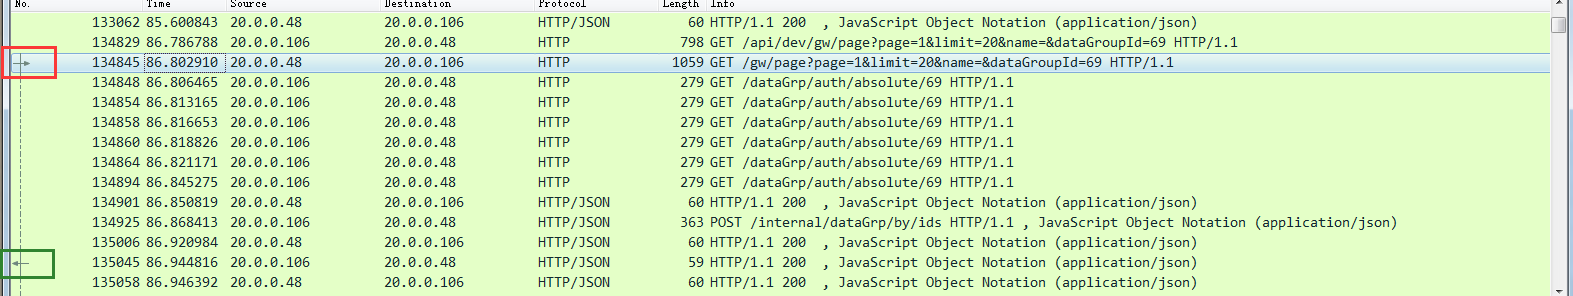 No. Time Source Destination Protocol Length Info
133062 85.600843 20.0.0.48 20.0.0.106 HTTP/JSON 60 HTTP/1.1 200 , JavaScript Object Notation (application/json)
134829 86.786788 20.0.0.48 20.0.0.106 HTTP 798 GET /api/dev/gw/page?page=1&limit=20&name=&dataGroupId=69 HTTP/1.1
134845 86.802910 20.0.0.48 20.0.0.106 HTTP 1059 GET /gw/page?page=1&limit=20&name=&dataGroupId=69 HTTP/1.1
134848 86.806465 20.0.0.106 20.0.0.48 HTTP 279 GET /dataGrp/auth/absolute/69 HTTP/1.1
134854 86.813165 20.0.0.106 20.0.0.48 HTTP 279 GET /dataGrp/auth/absolute/69 HTTP/1.1
134858 86.816653 20.0.0.106 20.0.0.48 HTTP 279 GET /dataGrp/auth/absolute/69 HTTP/1.1
134860 86.818826 20.0.0.106 20.0.0.48 HTTP 279 GET /dataGrp/auth/absolute/69 HTTP/1.1
134864 86.821171 20.0.0.106 20.0.0.48 HTTP 279 GET /dataGrp/auth/absolute/69 HTTP/1.1
134894 86.845275 20.0.0.106 20.0.0.48 HTTP 279 GET /dataGrp/auth/absolute/69 HTTP/1.1
134901 86.850819 20.0.0.48 20.0.0.106 HTTP/JSON 60 HTTP/1.1 200 , JavaScript Object Notation (application/json)
134925 86.868413 20.0.0.106 20.0.0.48 HTTP/JSON 363 POST /internal/dataGrp/by/ids HTTP/1.1 , JavaScript Object Notation (application/json)
135006 86.920984 20.0.0.48 20.0.0.106 HTTP/JSON 60 HTTP/1.1 200 , JavaScript Object Notation (application/json)
135045 86.944816 20.0.0.106 20.0.0.48 HTTP/JSON 59 HTTP/1.1 200 , JavaScript Object Notation (application/json)
135058 86.946392 20.0.0.48 20.0.0.106 HTTP/JSON 60 HTTP/1.1 200 , JavaScript Object Notation (application/json)